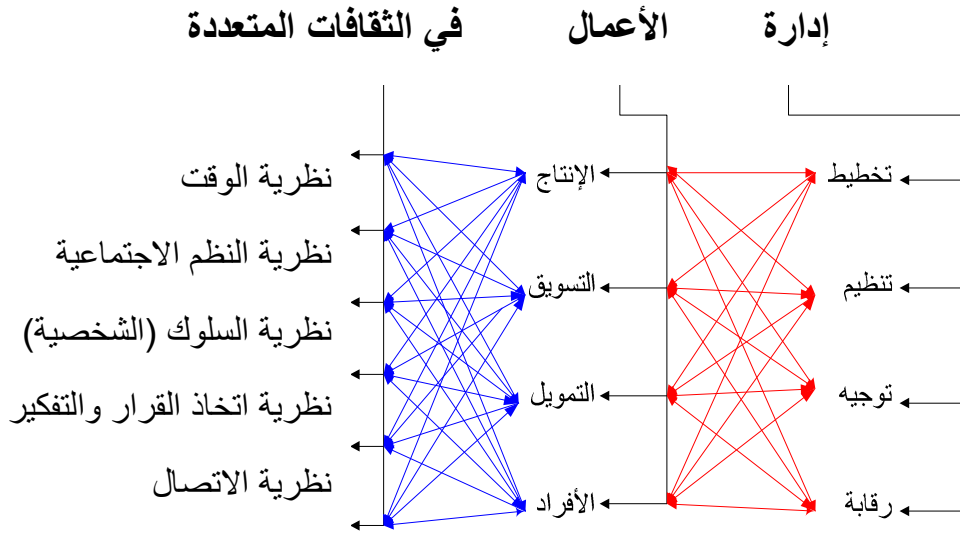 إدارة الأعمال في الثقافات المتعددة
تخطيط
تنظيم
توجيه
رقابة
الإنتاج
التسويق
التمويل
الأفراد
نظرية الوقت
نظرية النظم الاجتماعية
نظرية السلوك (الشخصية)
نظرية اتخاذ القرار والتفكير
نظرية الاتصال